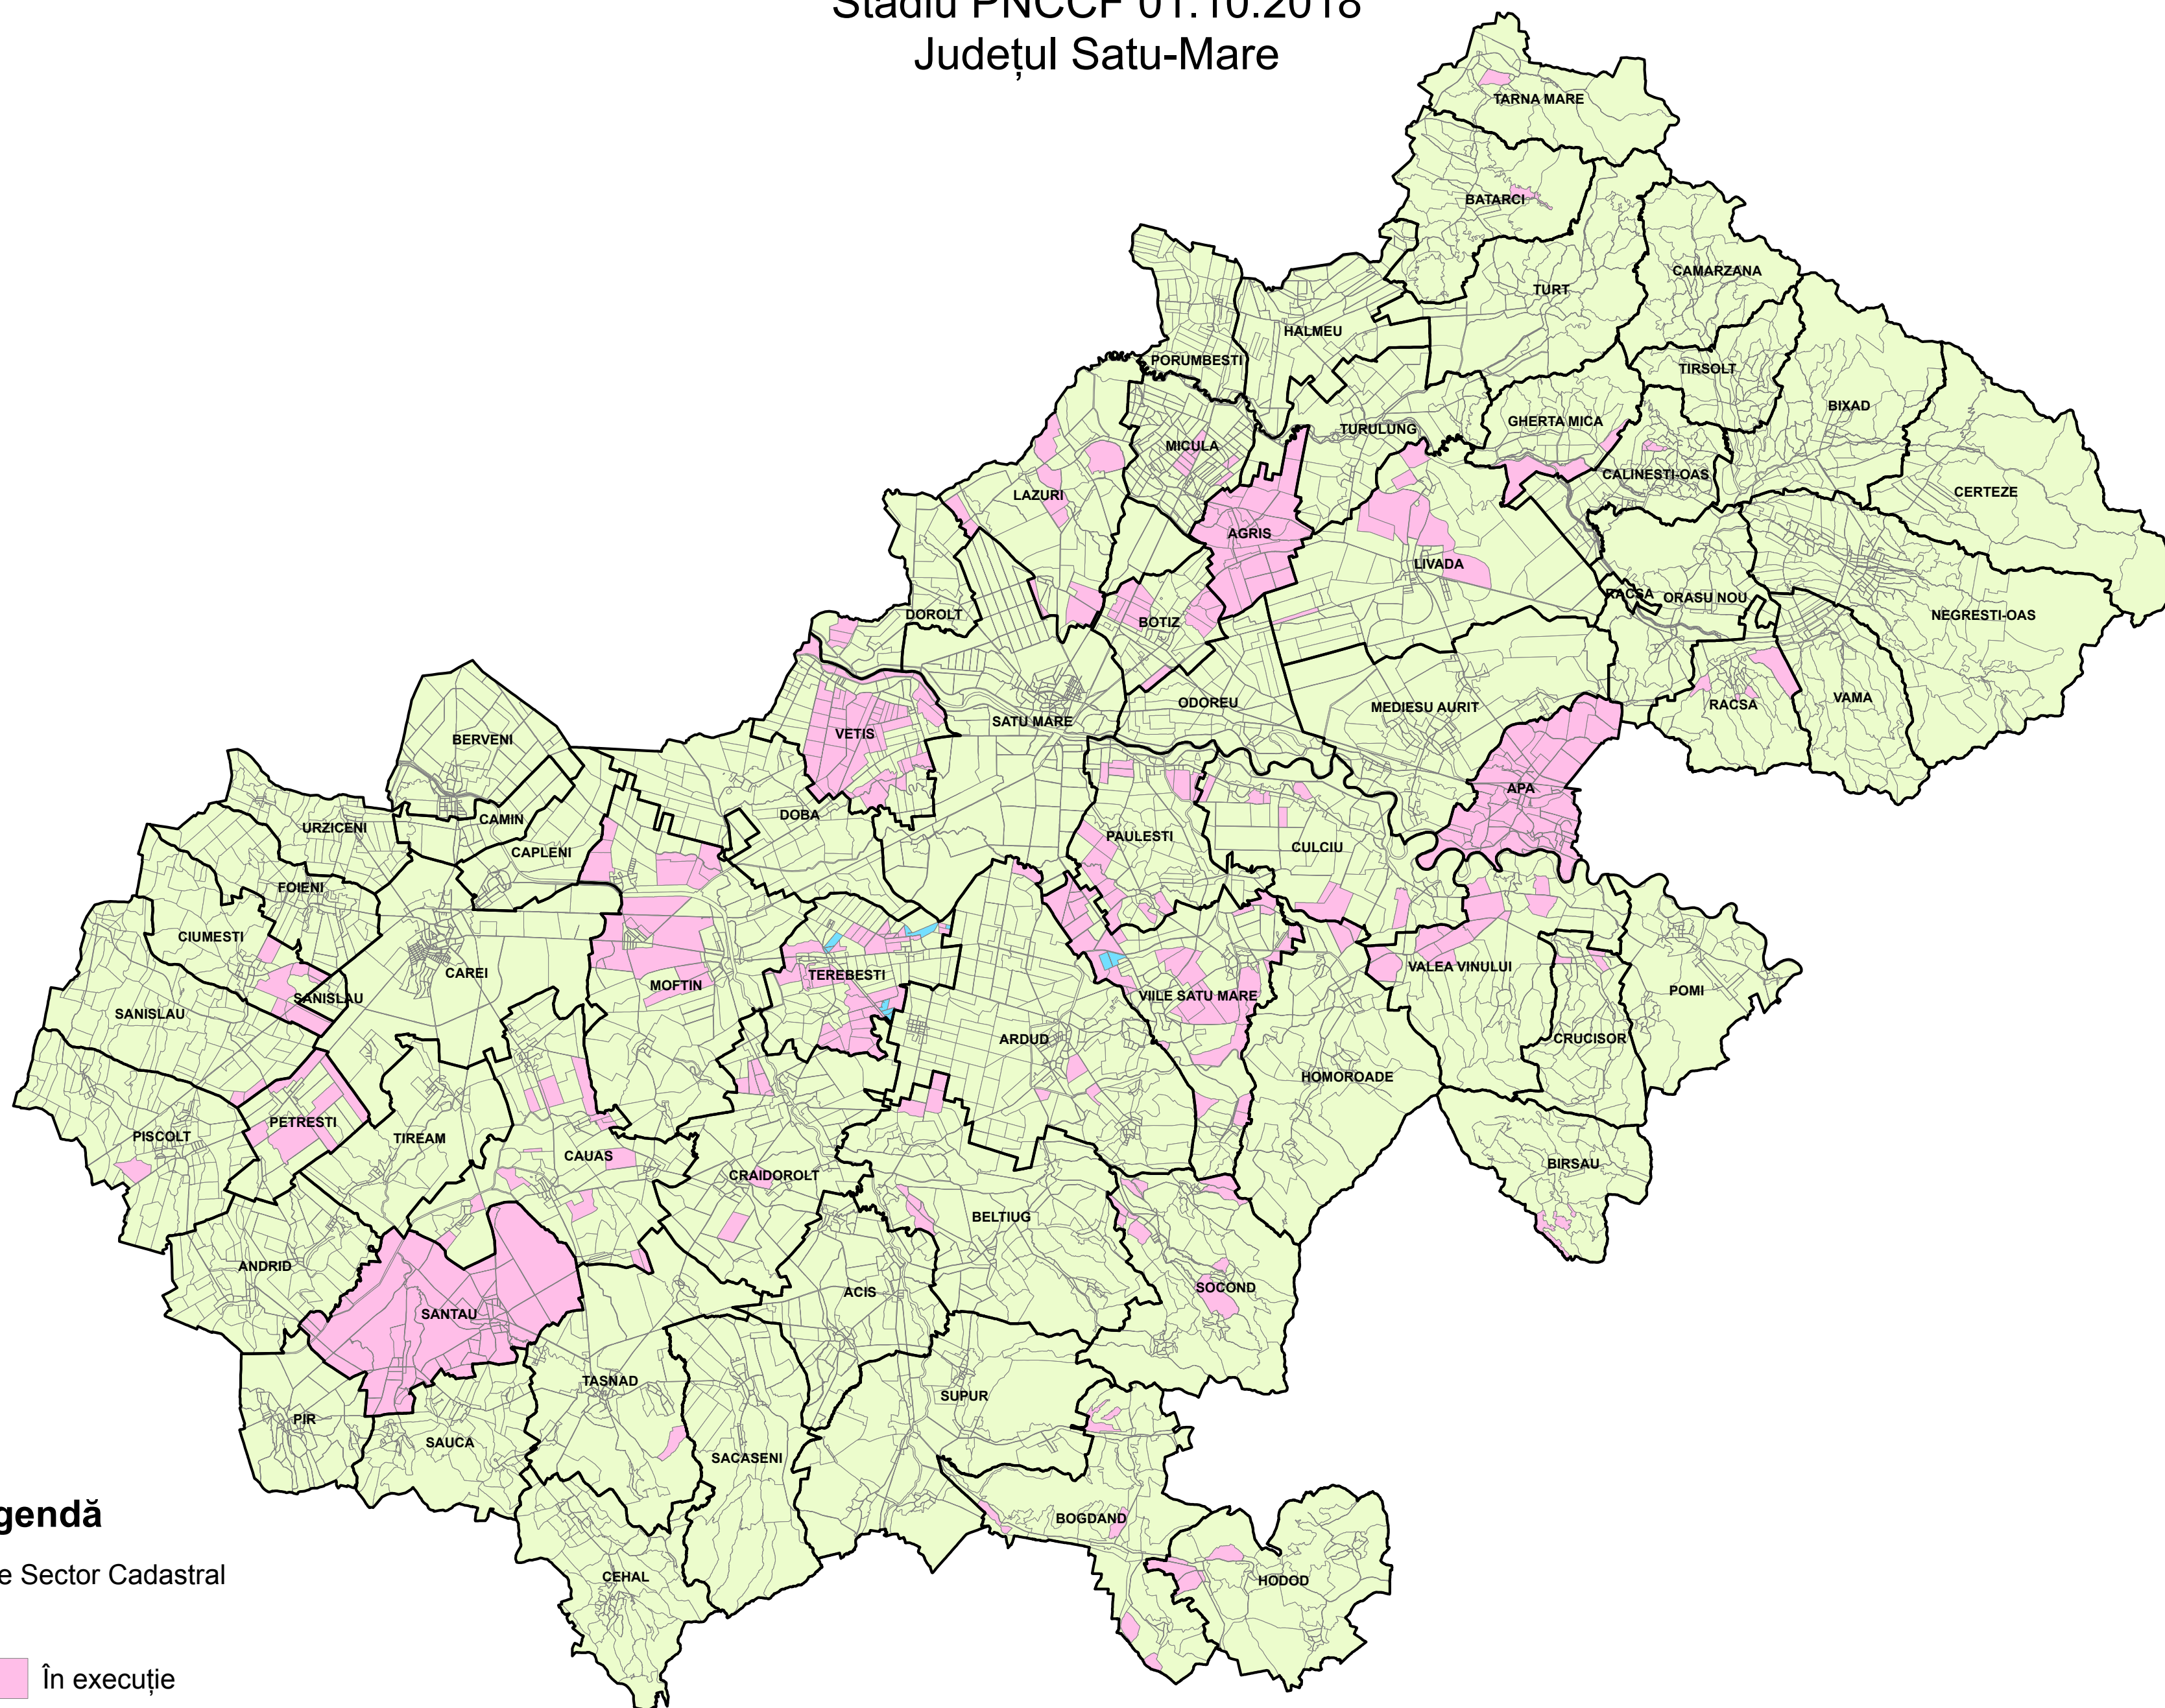 Stadiu PNCCF 01.10.2018
Județul Satu-Mare
TARNA MARE
BATARCI
CAMARZANA
TURT
HALMEU
PORUMBESTI
TIRSOLT
BIXAD
GHERTA MICA
TURULUNG
MICULA
CALINESTI-OAS
CERTEZE
LAZURI
AGRIS
LIVADA
RACSA
ORASU NOU
NEGRESTI-OAS
DOROLT
BOTIZ
VAMA
RACSA
ODOREU
MEDIESU AURIT
SATU MARE
VETIS
BERVENI
APA
DOBA
CAMIN
URZICENI
PAULESTI
CULCIU
CAPLENI
FOIENI
CIUMESTI
CAREI
TEREBESTI
VALEA VINULUI
MOFTIN
POMI
VIILE SATU MARE
SANISLAU
SANISLAU
ARDUD
CRUCISOR
HOMOROADE
PETRESTI
PISCOLT
TIREAM
CAUAS
BIRSAU
CRAIDOROLT
BELTIUG
ANDRID
SOCOND
ACIS
SANTAU
TASNAD
SUPUR
PIR
SAUCA
SACASENI
BOGDAND
CEHAL
HODOD
gendă
e Sector Cadastral
În execuție